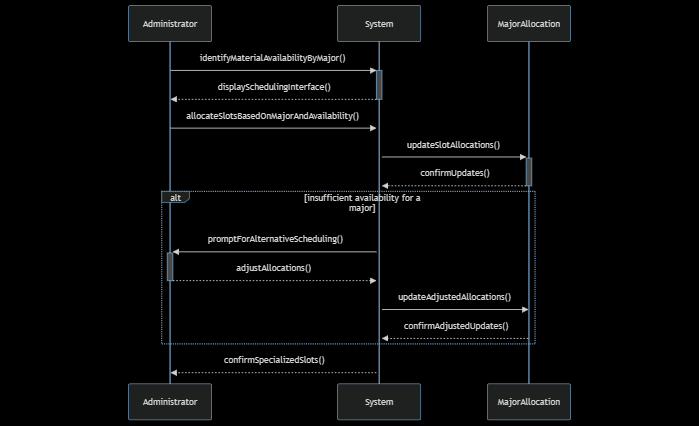 Administrator System MajorAllocation
identifyMaterialAvailabilityByMajor()
displaySchedulingInterface()
allocateSlotsBasedOnMajorAndAvailability()
updateSlotAllocations()
confirmUpdates()
alt [insufficient availability for a
major]
promptForAlternativeScheduling()
adjustAllocations()
updateAdjustedAllocations()
confirmAdjustedUpdates()
confirmSpecializedSlots()
Administrator System MajorAllocation